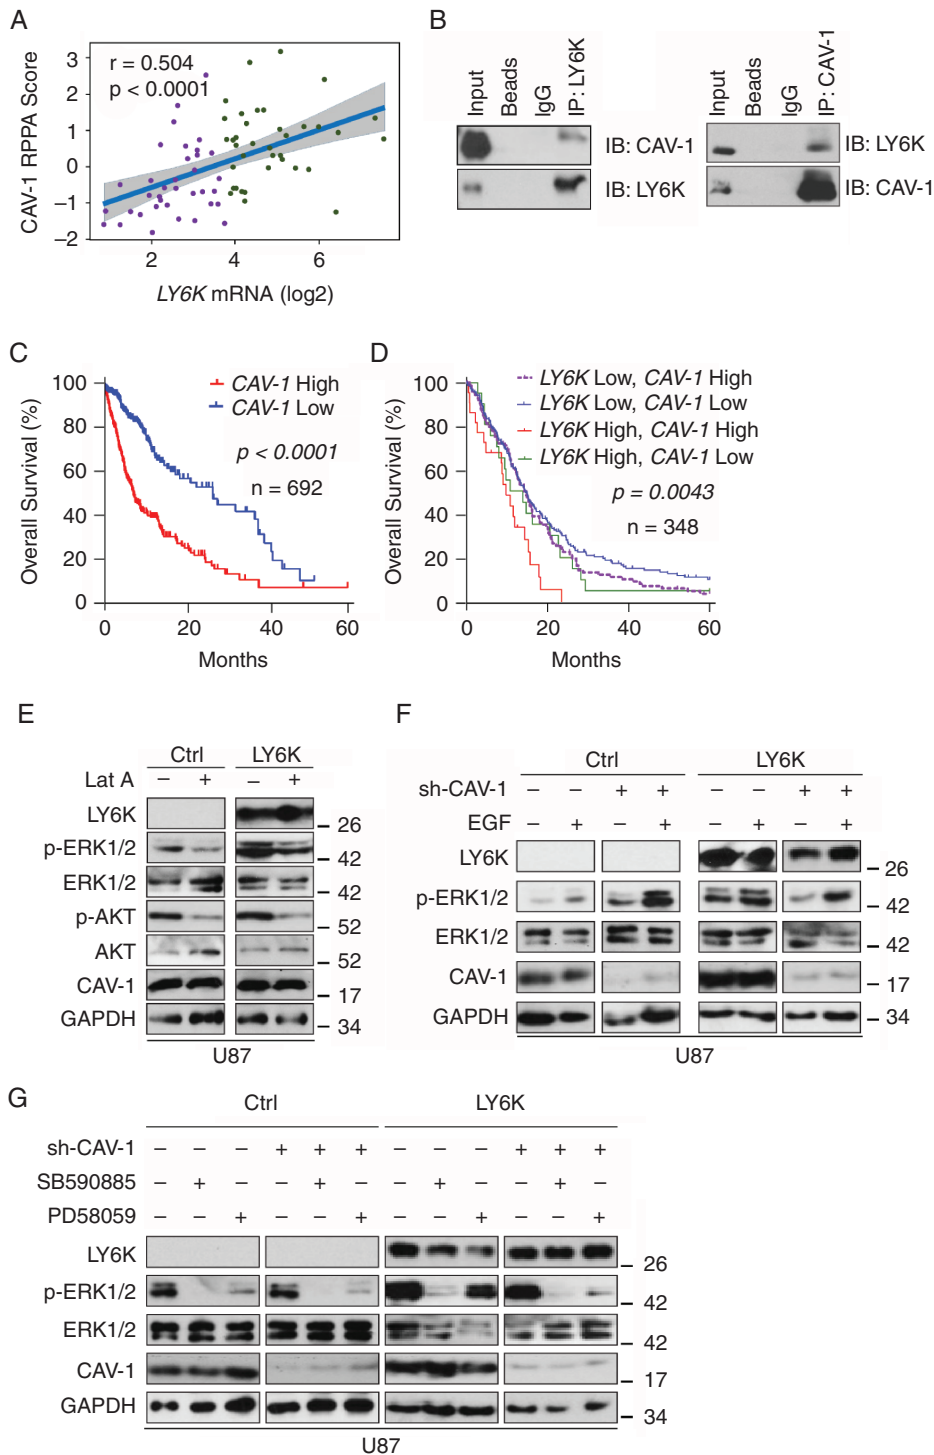 A
CAV-1 RPPA Score
r = 0.504
p < 0.0001
3
2
1
0
–1
–2
2
4
6
LY6K mRNA (log2)
B
Input
Beads
IgG
IP: LY6K
IB: CAV-1
IB: LY6K
Input
Beads
IgG
IP: CAV-1
IB: LY6K
IB: CAV-1
C
Overall Survival (%)
100
80
60
40
20
0
CAV-1 High
CAV-1 Low
p < 0.0001
n = 692
0 20 40 60
Months
D
Overall Survival (%)
100
80
60
40
20
0
LY6K Low, CAV-1 High
LY6K Low, CAV-1 Low
LY6K High, CAV-1 High
LY6K High, CAV-1 Low
p = 0.0043
n = 348
0 20 40 60
Months
E
Ctrl LY6K
Lat A – + – +
LY6K – 26
p-ERK1/2 – 42
ERK1/2 – 42
p-AKT – 52
AKT – 52
CAV-1 – 17
GAPDH – 34
U87
F
Ctrl LY6K
sh-CAV-1 – – + + – – + +
EGF – + – + – + – +
LY6K – 26
p-ERK1/2 – 42
ERK1/2 – 42
CAV-1 – 17
GAPDH – 34
U87
G
Ctrl LY6K
sh-CAV-1 – – – + + + – – – + + +
SB590885 – + – – + – – + – – + –
PD58059 – – + – – + – – + – – +
LY6K – 26
p-ERK1/2 – 42
ERK1/2 – 42
CAV-1 – 17
GAPDH – 34
U87